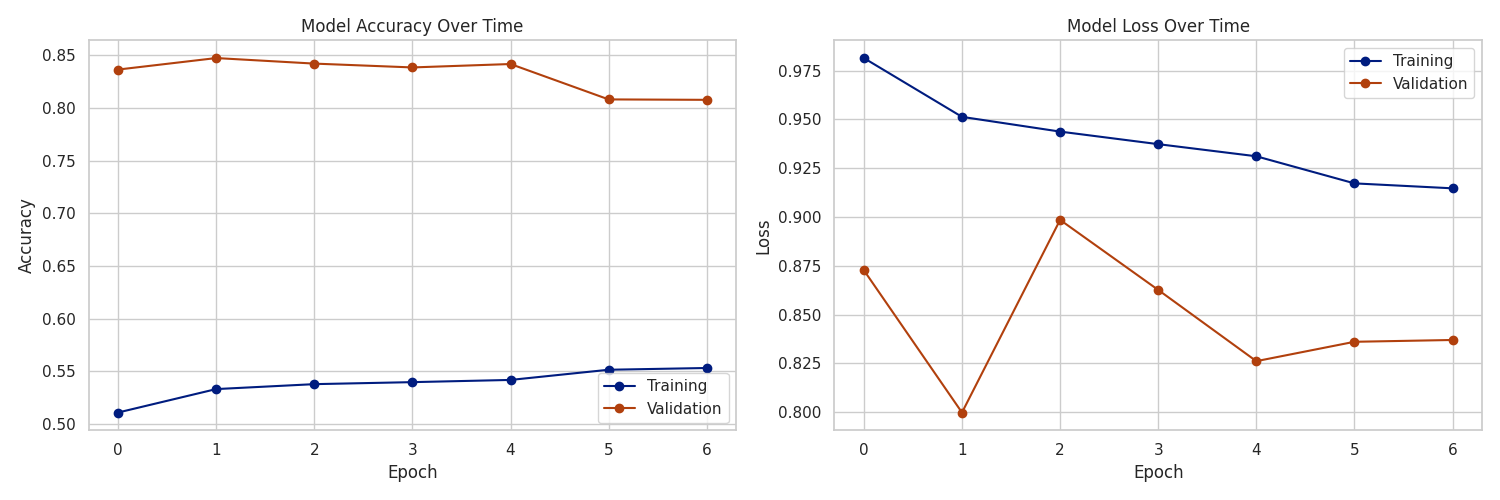 Model Accuracy Over Time
Accuracy
0.85
0.80
0.75
0.70
0.65
0.60
0.55
0.50
0 1 2 3 4 5 6
Epoch
Training
Validation
Model Loss Over Time
Loss
0.975
0.950
0.925
0.900
0.875
0.850
0.825
0.800
0 1 2 3 4 5 6
Epoch
Training
Validation